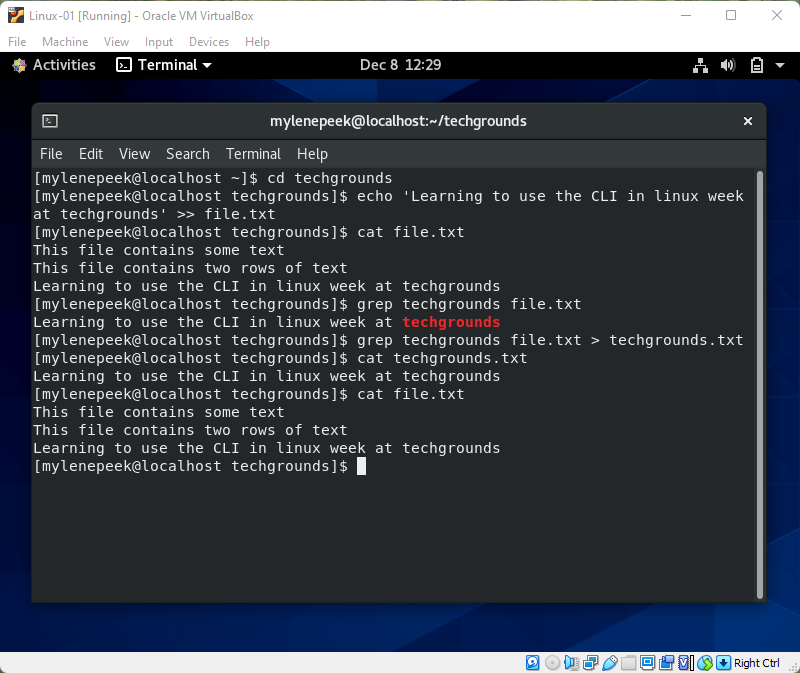 Linux-01 [Running] - Oracle VM VirtualBox
File Machine View Input Devices Help
Activities Terminal Dec 8 12:29
mylenepeek@localhost:~/techgrounds
File Edit View Search Terminal Help
[mylenepeek@localhost ~]$ cd techgrounds
[mylenepeek@localhost techgrounds]$ echo 'Learning to use the CLI in linux week
at techgrounds' >> file.txt
[mylenepeek@localhost techgrounds]$ cat file.txt
This file contains some text
This file contains two rows of text
Learning to use the CLI in linux week at techgrounds
[mylenepeek@localhost techgrounds]$ grep techgrounds file.txt
Learning to use the CLI in linux week at techgrounds
[mylenepeek@localhost techgrounds]$ grep techgrounds file.txt > techgrounds.txt
[mylenepeek@localhost techgrounds]$ cat techgrounds.txt
Learning to use the CLI in linux week at techgrounds
[mylenepeek@localhost techgrounds]$ cat file.txt
This file contains some text
This file contains two rows of text
Learning to use the CLI in linux week at techgrounds
[mylenepeek@localhost techgrounds]$
Right Ctrl